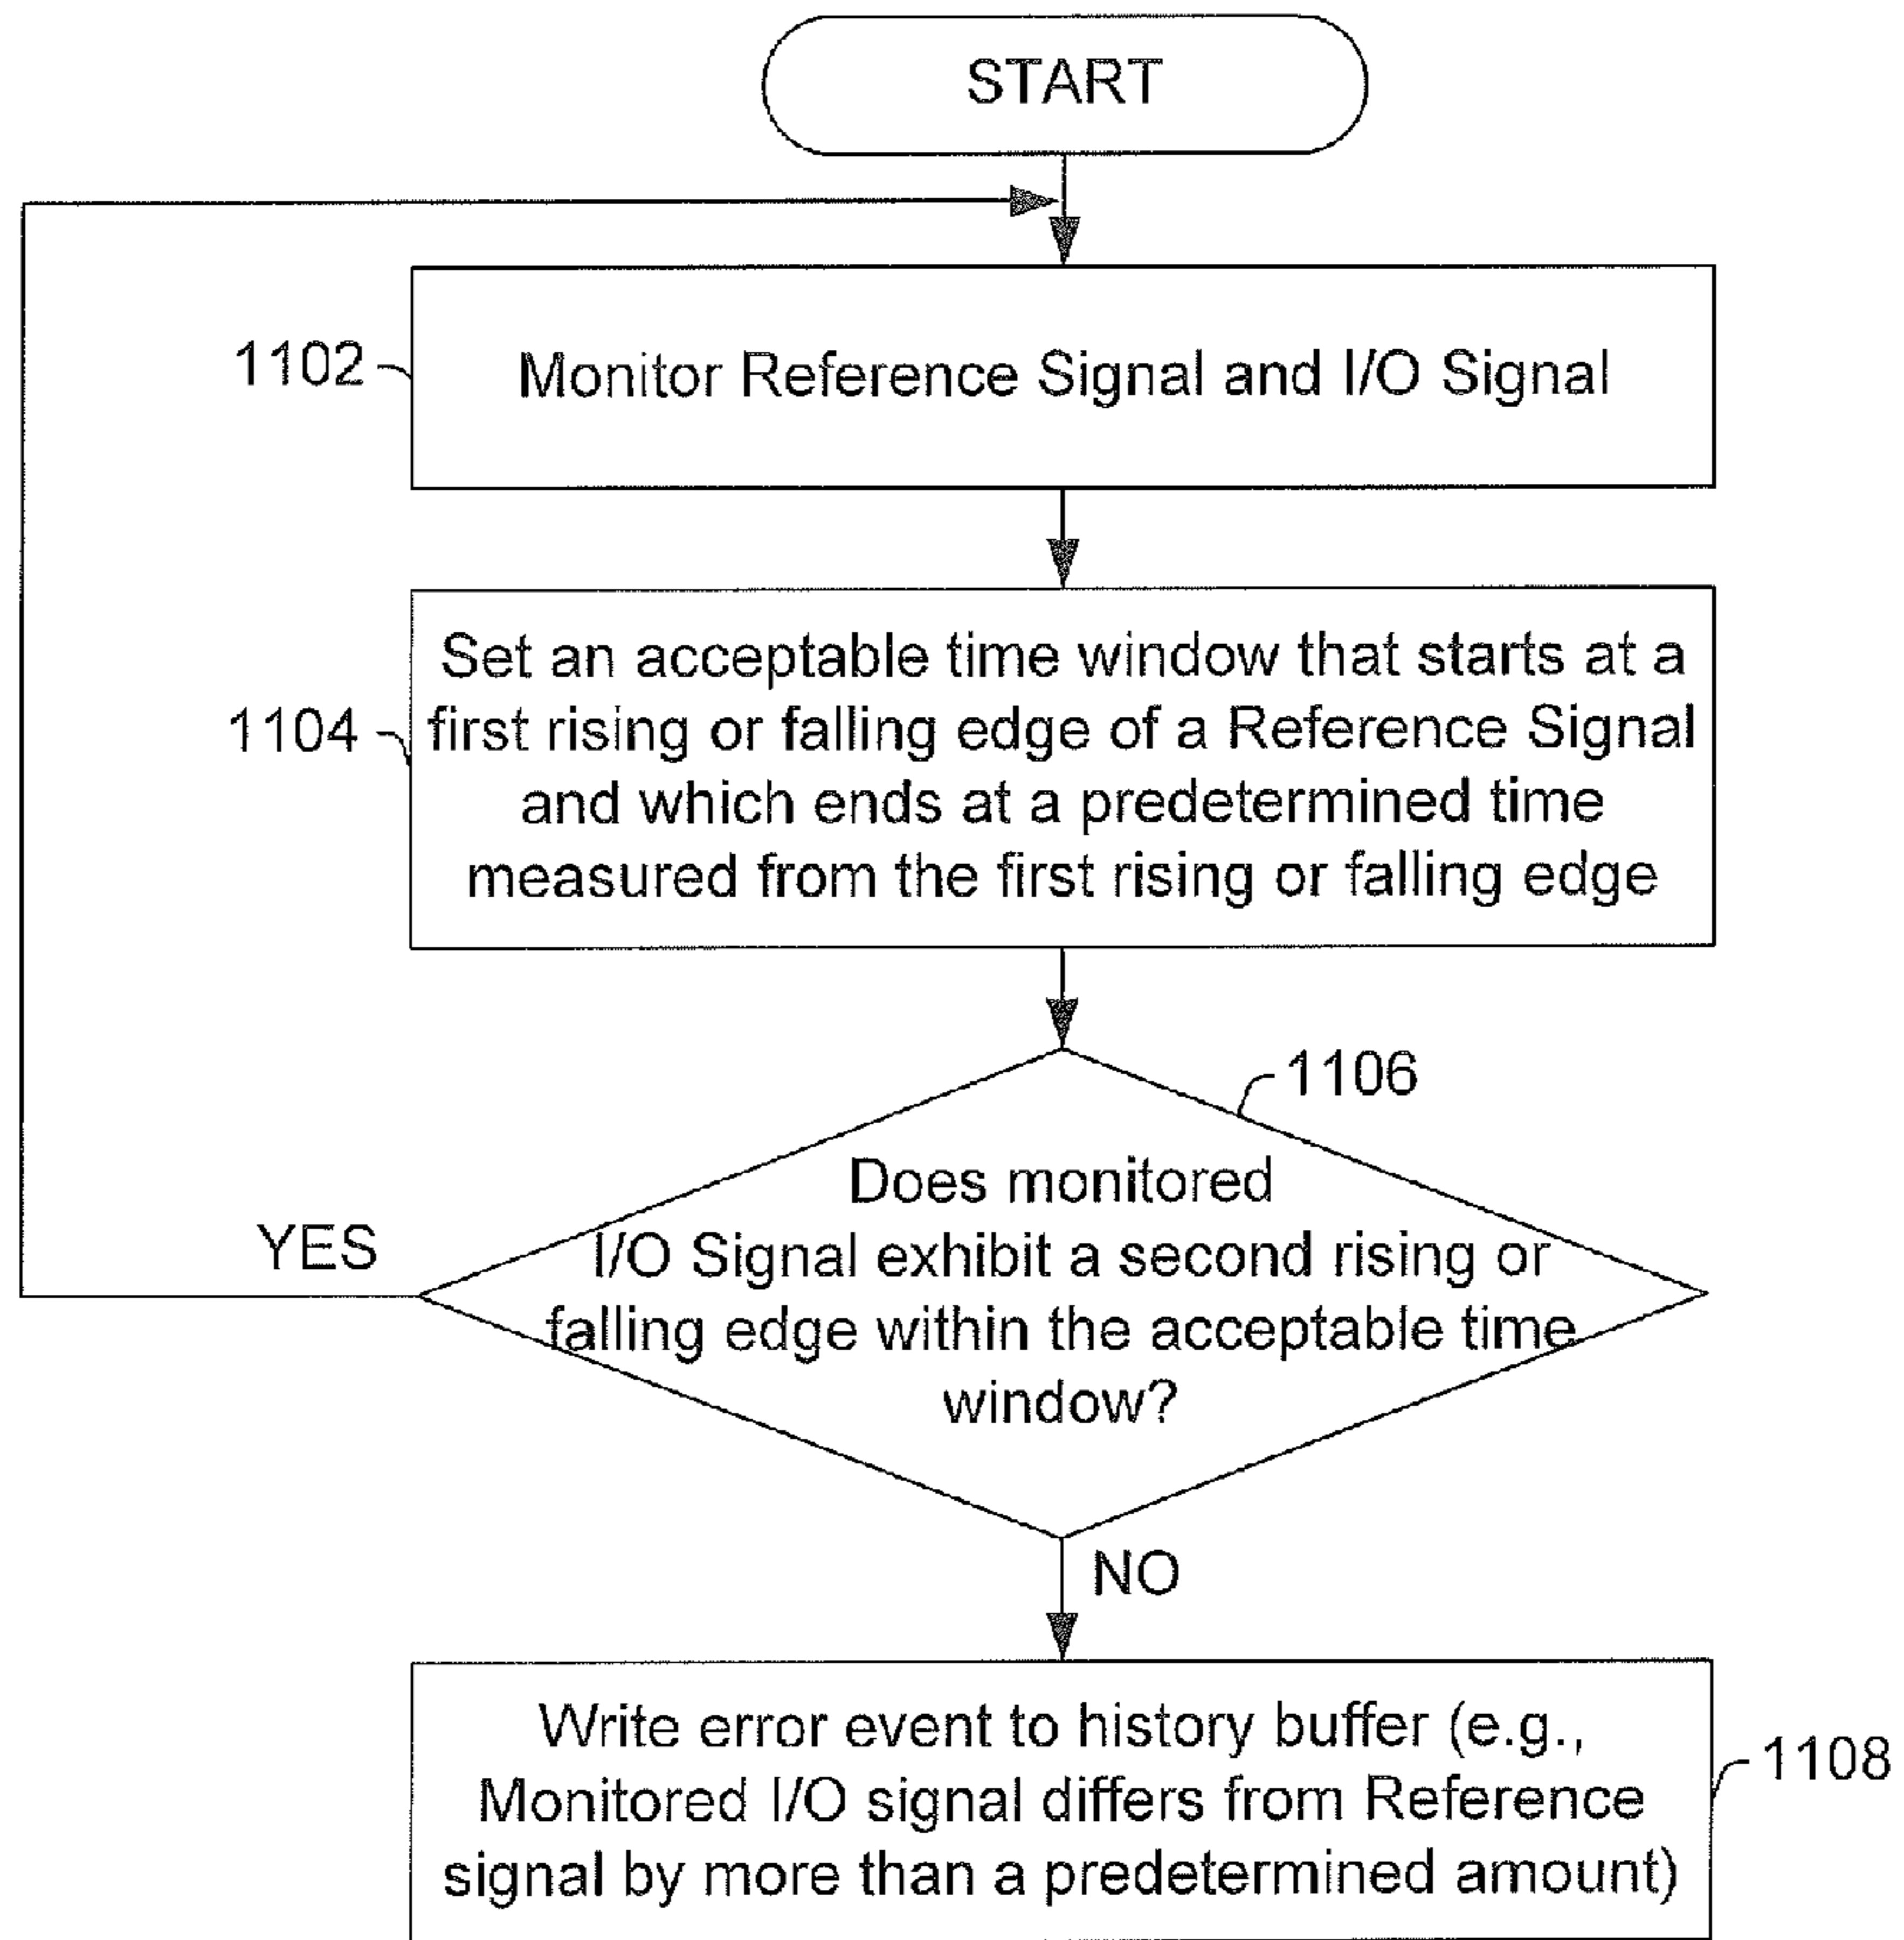 START
1102
Monitor Reference Signal and I/O Signal
1104
Set an acceptable time window that starts at a
first rising or falling edge of a Reference Signal
and which ends at a predetermined time
measured from the first rising or falling edge
1106
Does monitored
I/O Signal exhibit a second rising or
falling edge within the acceptable time
window?
YES
NO
Write error event to history buffer (e.g.,
Monitored I/O signal differs from Reference
signal by more than a predetermined amount)
1108